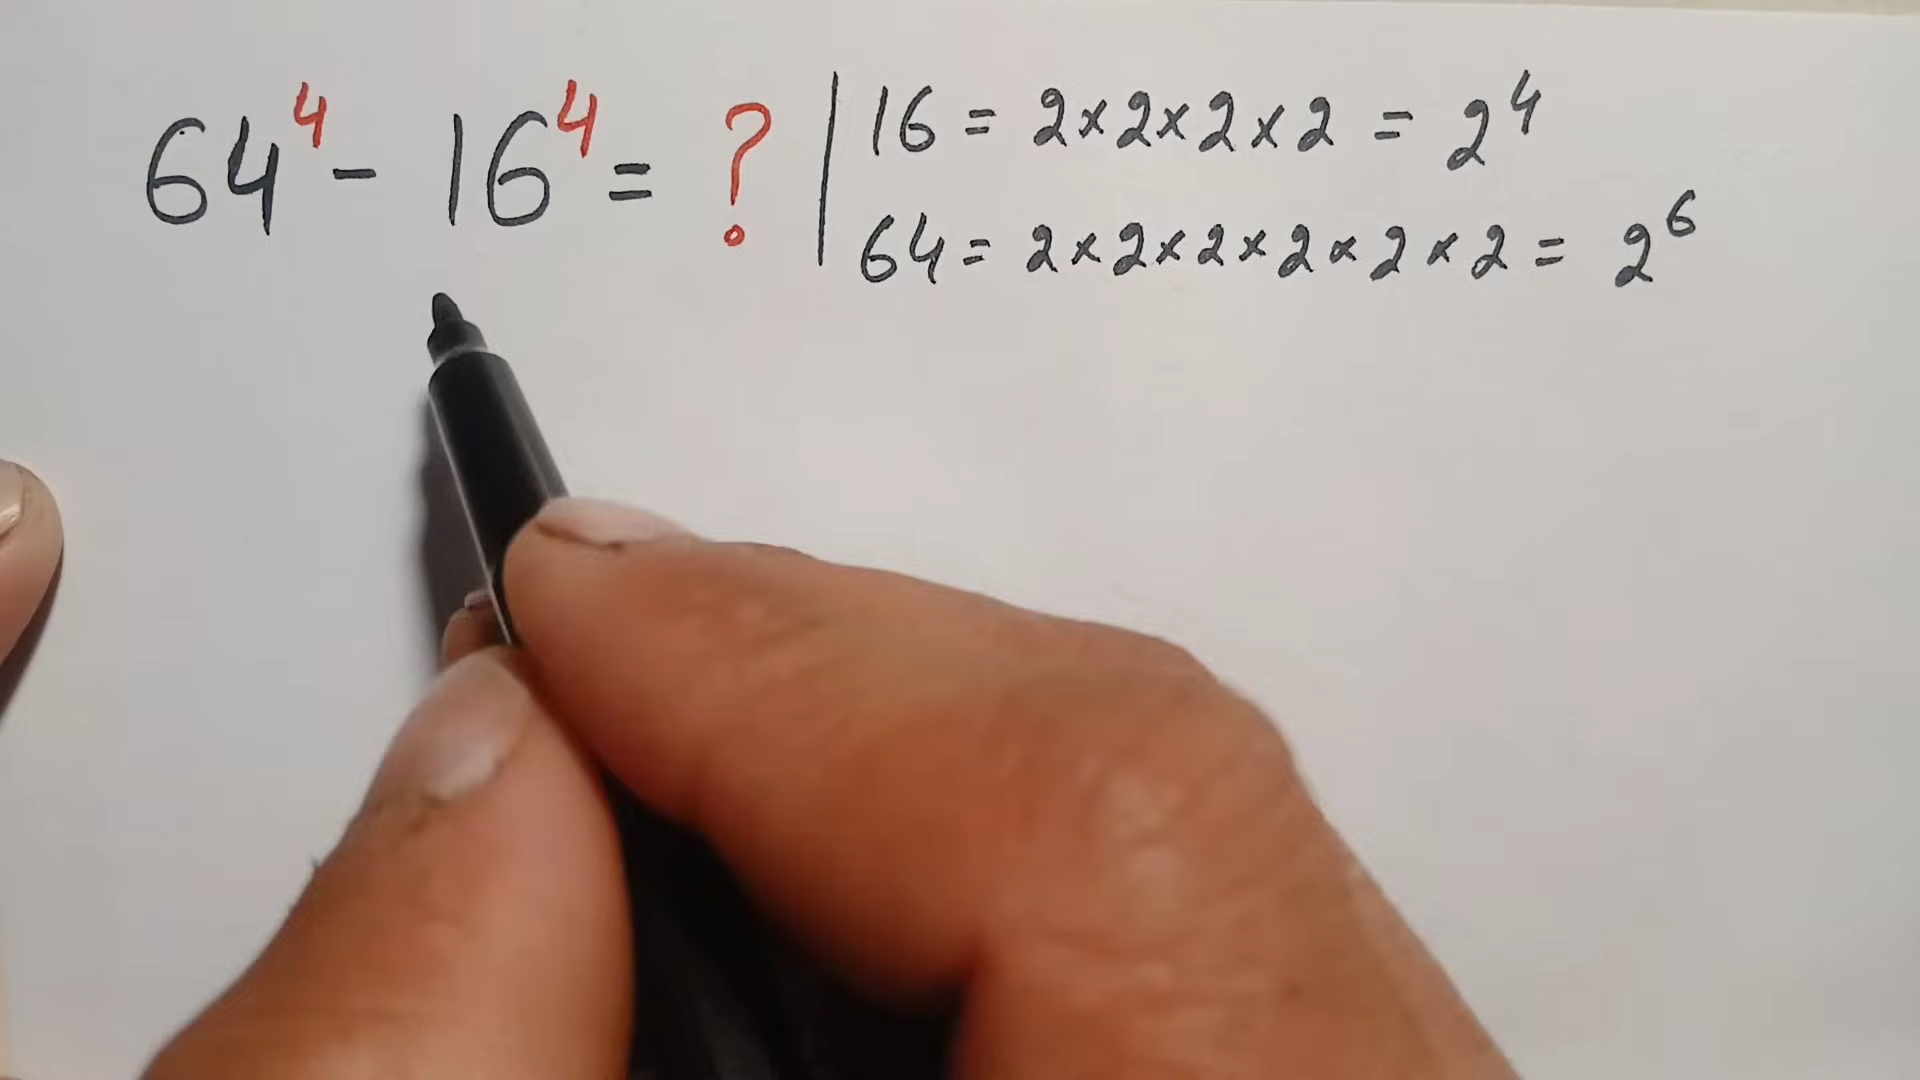 64⁴ - 16⁴ = ?
16 = 2×2×2×2 = 2⁴
64 = 2×2×2×2×2×2 = 2⁶